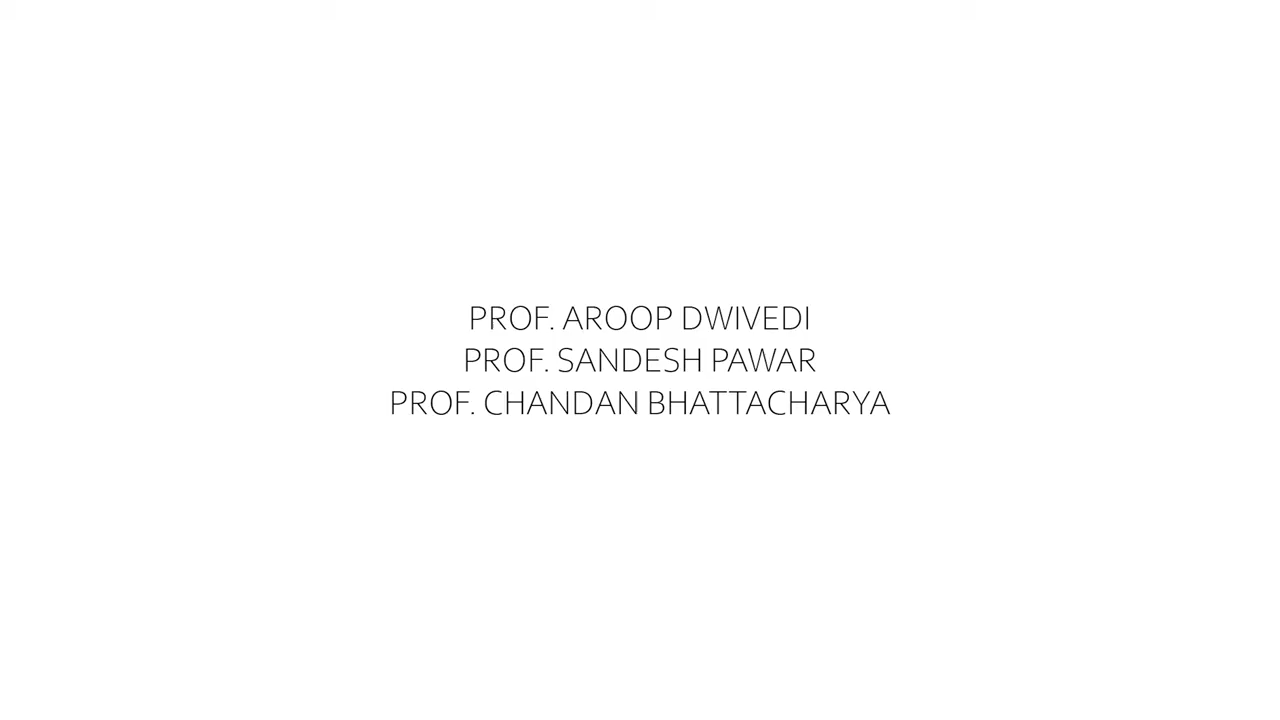 PROF. AROOP DWIVEDI
PROF. SANDESH PAWAR
PROF. CHANDAN BHATTACHARYA